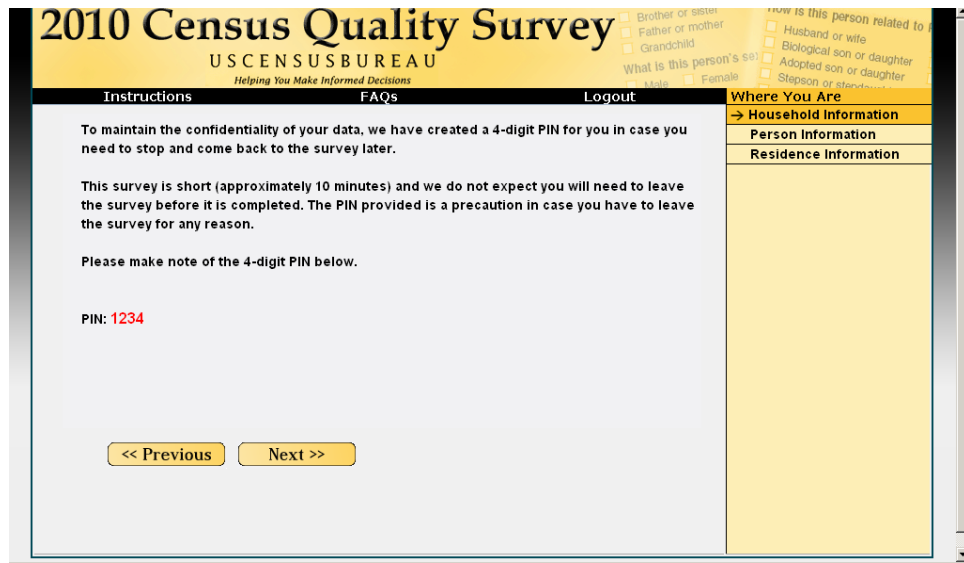 2010 Census Quality Survey
USCENSUSBUREAU
Helping You Make Informed Decisions
Brother or sister
Father or mother
Grandchild
What is this person's sex
Male Female
How is this person related to
Husband or wife
Biological son or daughter
Adopted son or daughter
Stepson or
Instructions FAQs Logout
Where You Are
→ Household Information
Person Information
Residence Information
To maintain the confidentiality of your data, we have created a 4-digit PIN for you in case you
need to stop and come back to the survey later.
This survey is short (approximately 10 minutes) and we do not expect you will need to leave
the survey before it is completed. The PIN provided is a precaution in case you have to leave
the survey for any reason.
Please make note of the 4-digit PIN below.
PIN: 1234
<< Previous Next >>